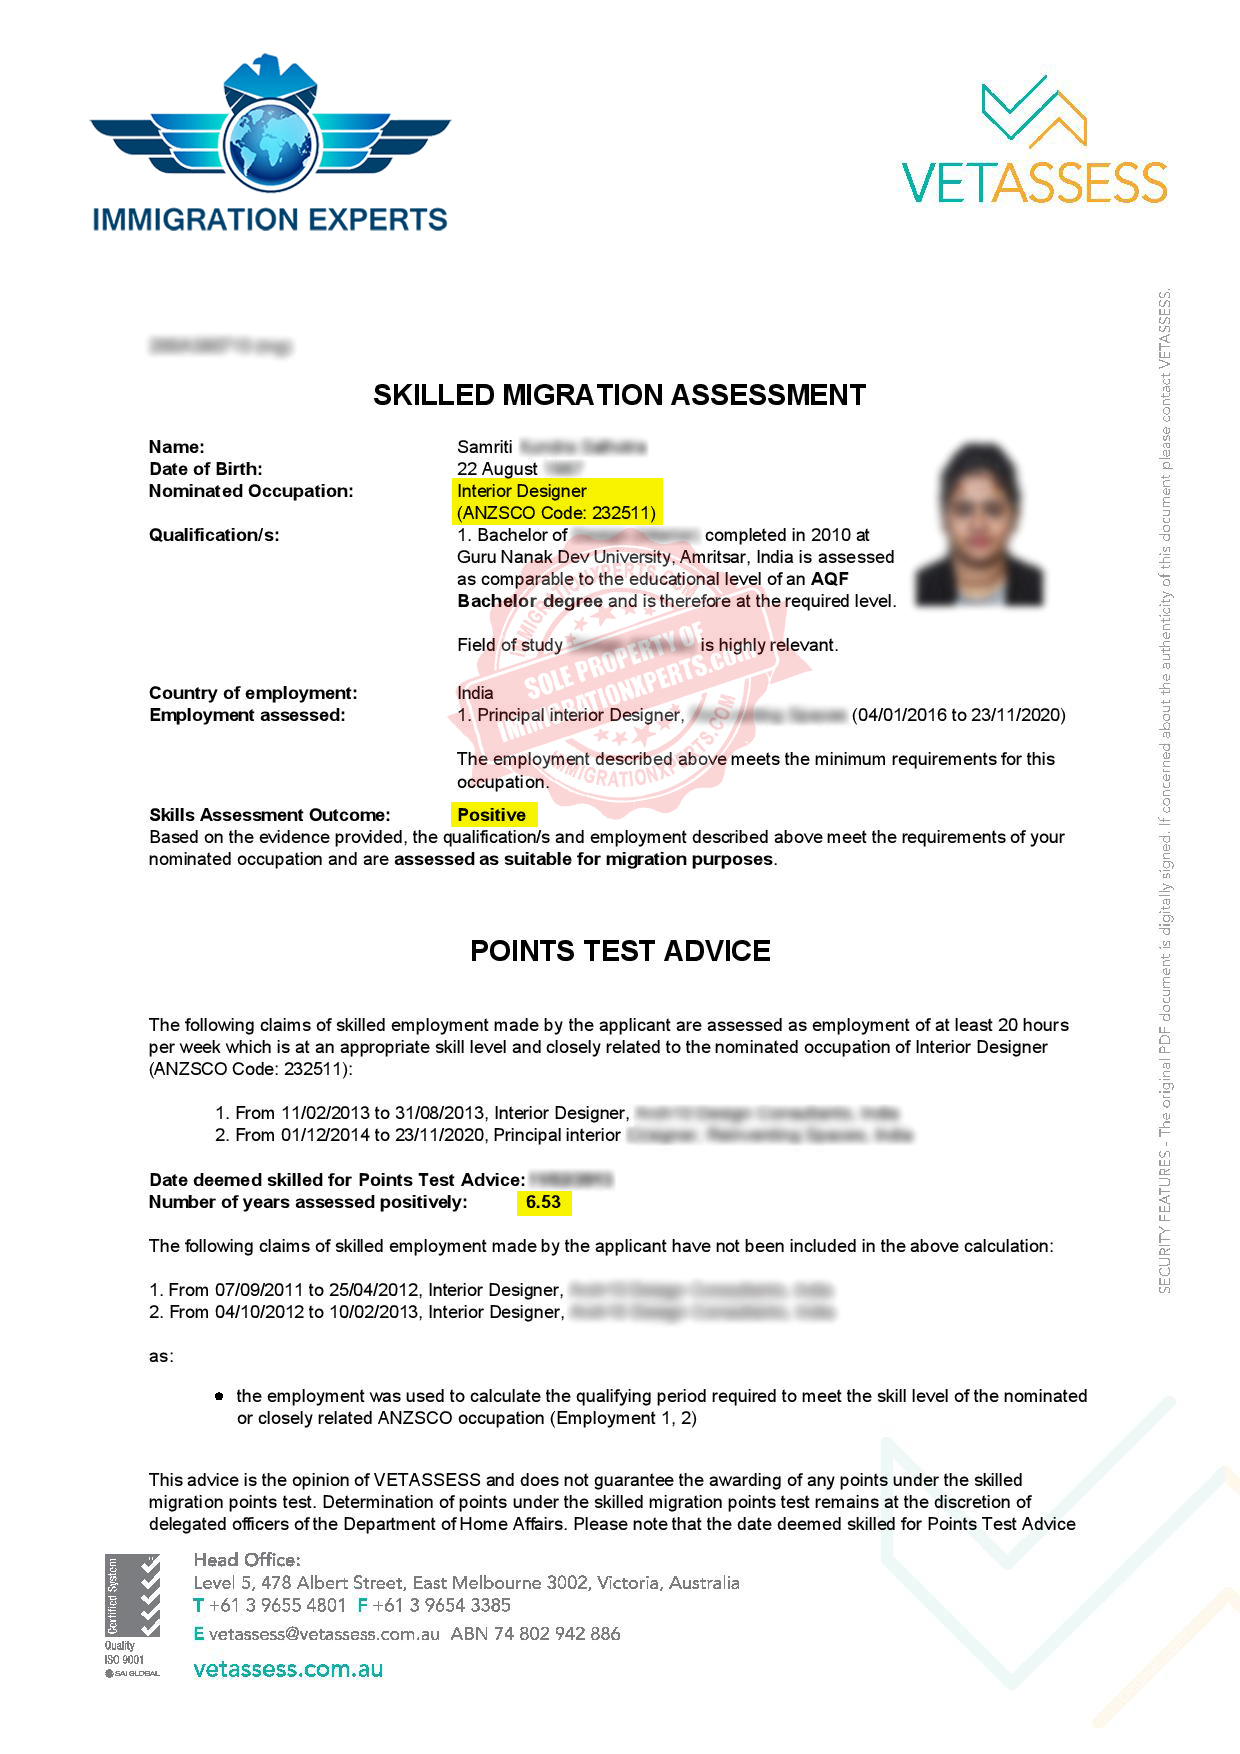 IMMIGRATION EXPERTS
VETASSESS
SKILLED MIGRATION ASSESSMENT
Name: Samriti
Date of Birth: 22 August
Nominated Occupation: Interior Designer
(ANZSCO Code: 232511)
Qualification/s: 1. Bachelor of completed in 2010 at
Guru Nanak Dev University, Amritsar, India is assessed
as comparable to the educational level of an AQF
Bachelor degree and is therefore at the required level.
Field of study is highly relevant.
Country of employment: India
Employment assessed: 1. Principal interior Designer, (04/01/2016 to 23/11/2020)
The employment described above meets the minimum requirements for this
occupation.
IMMIGRATIONXPERTS.COM
SOLE PROPERTY OF
IMMIGRATIONXPERTS.COM
IMMIGRATIONXPERTS.COM
Skills Assessment Outcome: Positive
Based on the evidence provided, the qualification/s and employment described above meet the requirements of your
nominated occupation and are assessed as suitable for migration purposes.
POINTS TEST ADVICE
The following claims of skilled employment made by the applicant are assessed as employment of at least 20 hours
per week which is at an appropriate skill level and closely related to the nominated occupation of Interior Designer
(ANZSCO Code: 232511):
1. From 11/02/2013 to 31/08/2013, Interior Designer,
2. From 01/12/2014 to 23/11/2020, Principal interior
Date deemed skilled for Points Test Advice:
Number of years assessed positively: 6.53
The following claims of skilled employment made by the applicant have not been included in the above calculation:
1. From 07/09/2011 to 25/04/2012, Interior Designer,
2. From 04/10/2012 to 10/02/2013, Interior Designer,
as:
• the employment was used to calculate the qualifying period required to meet the skill level of the nominated
or closely related ANZSCO occupation (Employment 1, 2)
This advice is the opinion of VETASSESS and does not guarantee the awarding of any points under the skilled
migration points test. Determination of points under the skilled migration points test remains at the discretion of
delegated officers of the Department of Home Affairs. Please note that the date deemed skilled for Points Test Advice
SECURITY FEATURES - The original PDF document is digitally signed. If concerned about the authenticity of this document please contact VETASSESS.
Certified System
Quality
ISO 9001
SAI GLOBAL
Head Office:
Level 5, 478 Albert Street, East Melbourne 3002, Victoria, Australia
T +61 3 9655 4801 F +61 3 9654 3385
E vetassess@vetassess.com.au ABN 74 802 942 886
vetassess.com.au